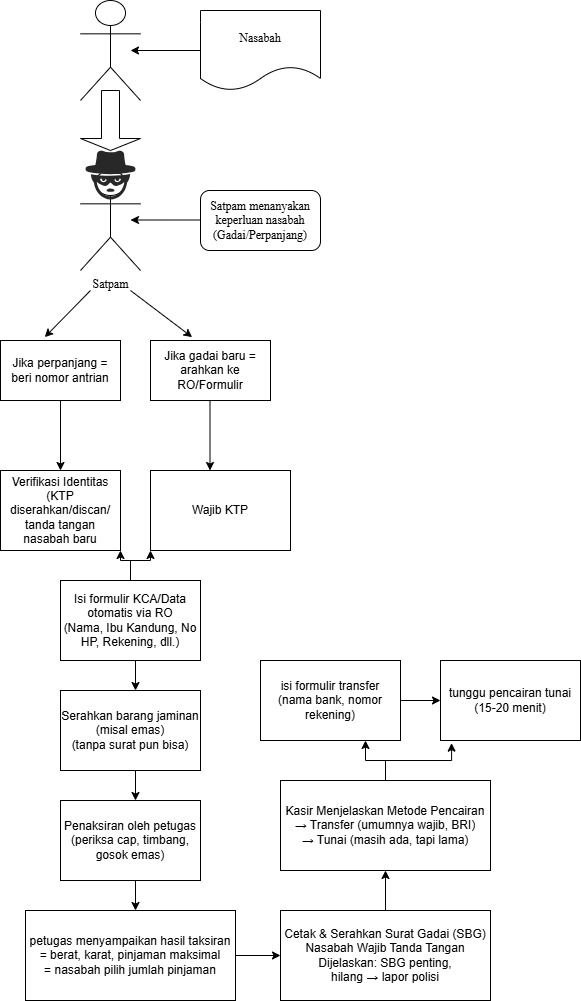 Nasabah
Satpam menanyakan
keperluan nasabah
(Gadai/Perpanjang)
Satpam
Jika perpanjang =
beri nomor antrian
Jika gadai baru =
arahkan ke
RO/Formulir
Verifikasi Identitas
(KTP
diserahkan/discan/
tanda tangan
nasabah baru
Wajib KTP
Isi formulir KCA/Data
otomatis via RO
(Nama, Ibu Kandung, No
HP, Rekening, dll.)
Serahkan barang jaminan
(misal emas)
(tanpa surat pun bisa)
Penaksiran oleh petugas
(periksa cap, timbang,
gosok emas)
petugas menyampaikan hasil taksiran
= berat, karat, pinjaman maksimal
= nasabah pilih jumlah pinjaman
Cetak & Serahkan Surat Gadai (SBG)
Nasabah Wajib Tanda Tangan
Dijelaskan: SBG penting,
hilang → lapor polisi
Kasir Menjelaskan Metode Pencairan
→ Transfer (umumnya wajib, BRI)
→ Tunai (masih ada, tapi lama)
isi formulir transfer
(nama bank, nomor
rekening)
tunggu pencairan tunai
(15-20 menit)